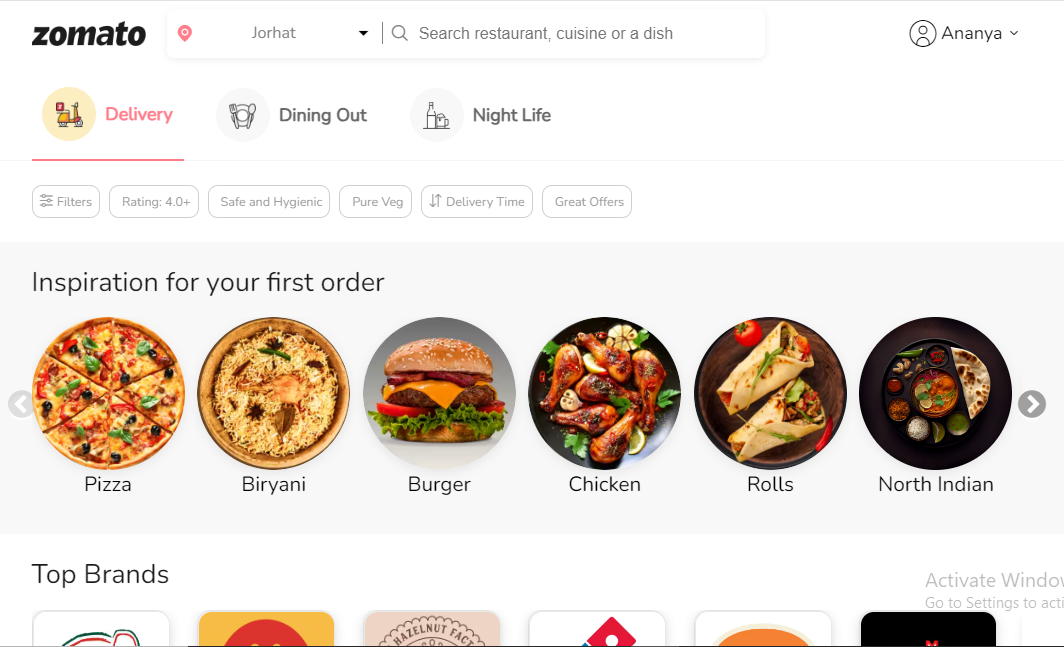 zomato
Jorhat
Search restaurant, cuisine or a dish
Ananya
Delivery
Dining Out
Night Life
Filters
Rating: 4.0+
Safe and Hygienic
Pure Veg
Delivery Time
Great Offers
Inspiration for your first order
Pizza
Biryani
Burger
Chicken
Rolls
North Indian
Top Brands
Activate Window
Go to Settings to acti
HAZELNUT FACT